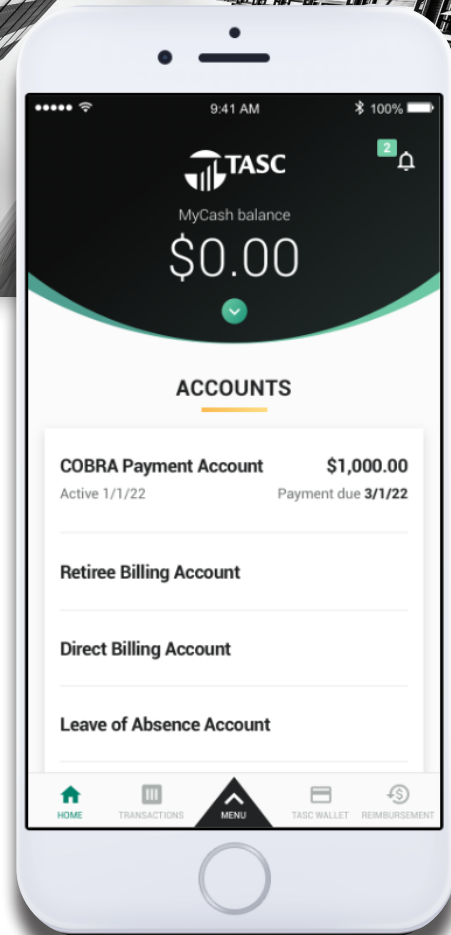 9:41 AM
100%
TASC
2
MyCash balance
$0.00
ACCOUNTS
COBRA Payment Account $1,000.00
Active 1/1/22 Payment due 3/1/22
Retiree Billing Account
Direct Billing Account
Leave of Absence Account
HOME TRANSACTIONS MENU TASC WALLET REIMBURSEMENT